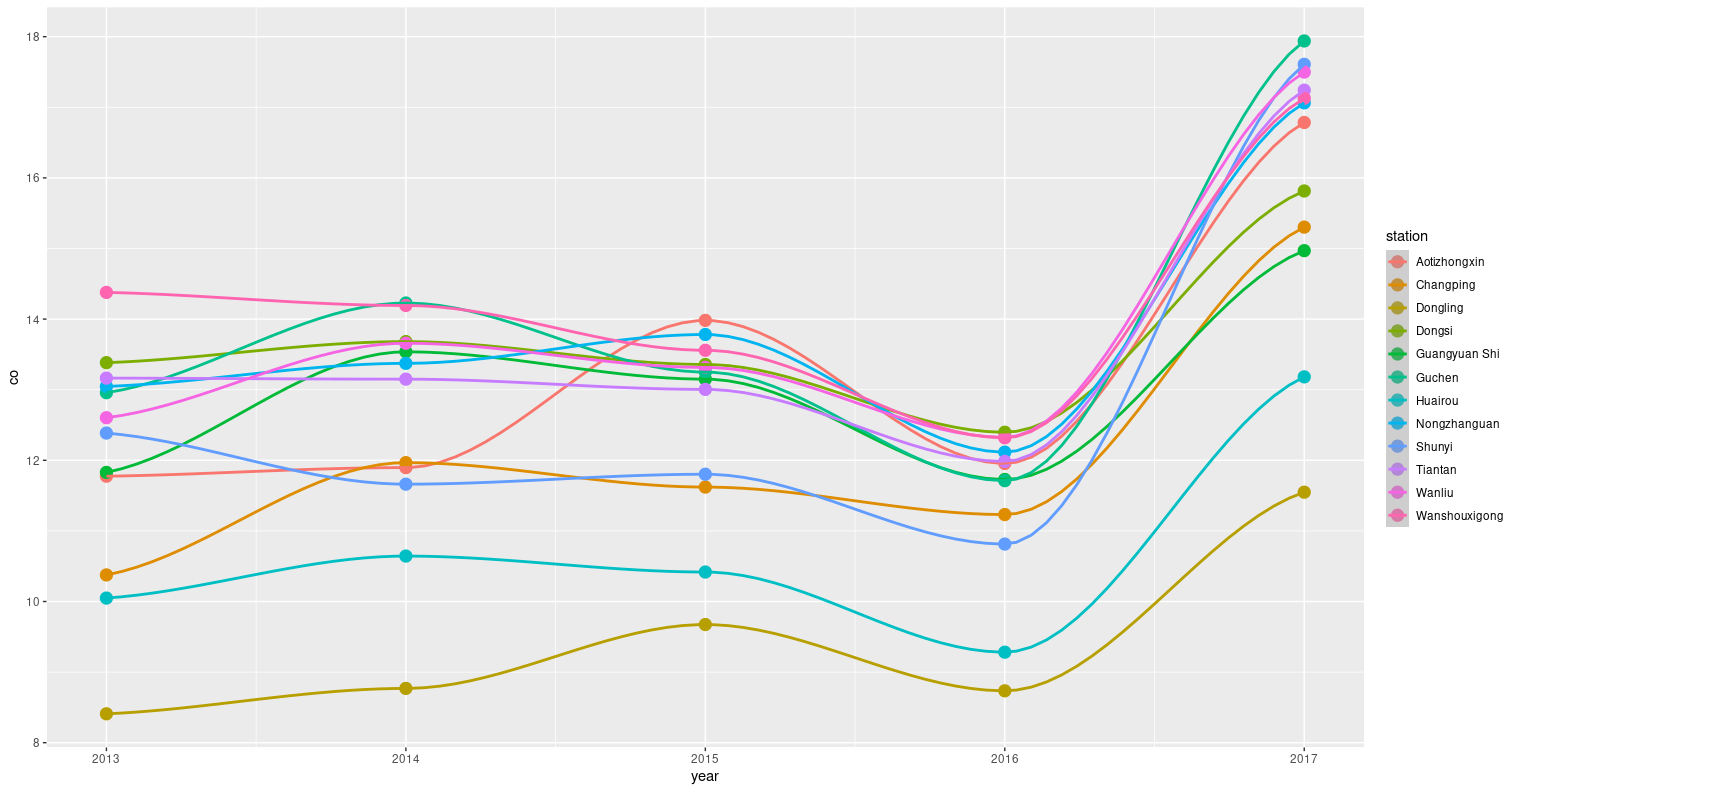 18
16
14
12
10
8
co
2013
2014
2015
2016
2017
year
station
Aotizhongxin
Changping
Dongling
Dongsi
Guangyuan Shi
Guchen
Huairou
Nongzhanguan
Shunyi
Tiantan
Wanliu
Wanshouxigong